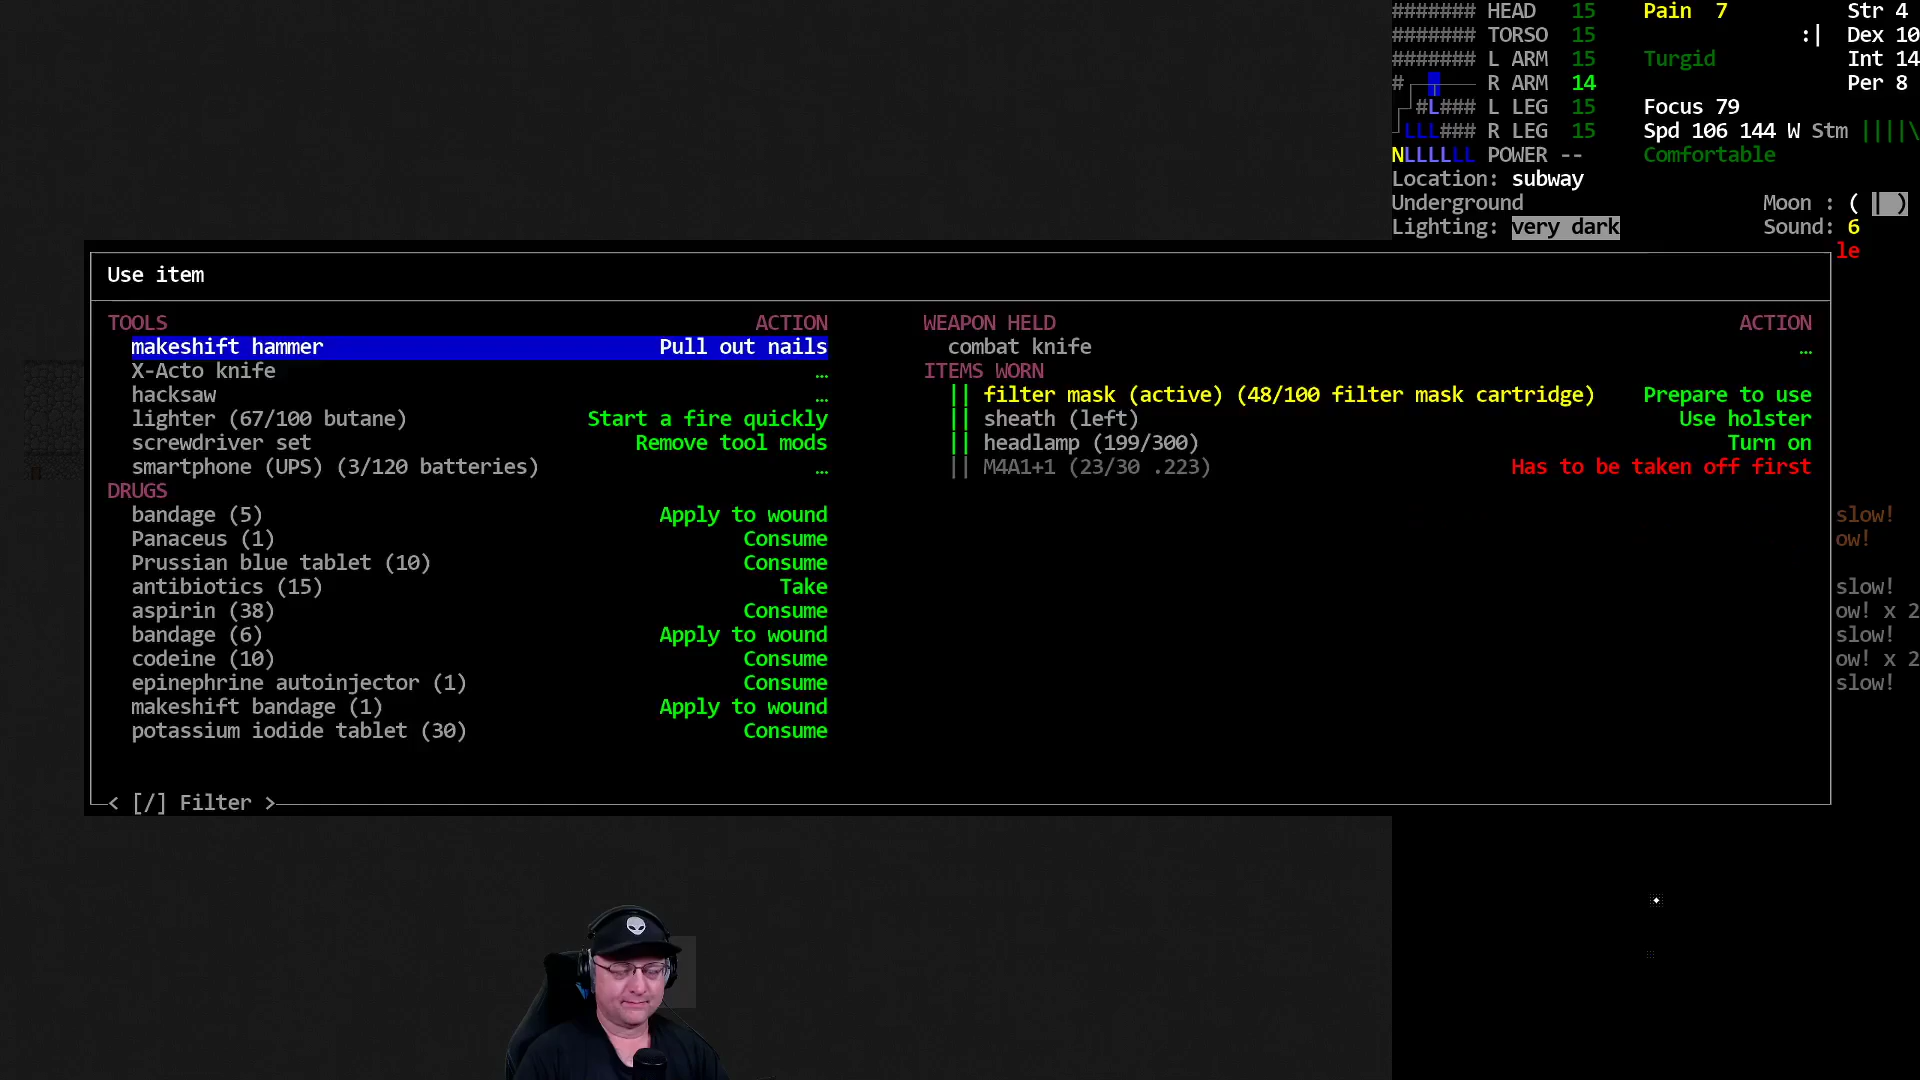 ####### HEAD 15 Pain 7 Str 4
####### TORSO 15 :| Dex 10
####### L ARM 15 Turgid Int 14
# R ARM 14 Per 8
#L### L LEG 15 Focus 79
LLL### R LEG 15 Spd 106 144 W Stm ||||\
NLLLLLL POWER -- Comfortable
Location: subway
Underground Moon : ( | )
Lighting: very dark Sound: 6
le
Use item
TOOLS ACTION
makeshift hammer Pull out nails
X-Acto knife …
hacksaw …
lighter (67/100 butane) Start a fire quickly
screwdriver set Remove tool mods
smartphone (UPS) (3/120 batteries) …
DRUGS
bandage (5) Apply to wound
Panaceus (1) Consume
Prussian blue tablet (10) Consume
antibiotics (15) Take
aspirin (38) Consume
bandage (6) Apply to wound
codeine (10) Consume
epinephrine autoinjector (1) Consume
makeshift bandage (1) Apply to wound
potassium iodide tablet (30) Consume
WEAPON HELD ACTION
combat knife …
ITEMS WORN
|| filter mask (active) (48/100 filter mask cartridge) Prepare to use
|| sheath (left) Use holster
|| headlamp (199/300) Turn on
|| M4A1+1 (23/30 .223) Has to be taken off first
slow!
ow!
slow!
ow! x 2
slow!
ow! x 2
slow!
< [/] Filter >